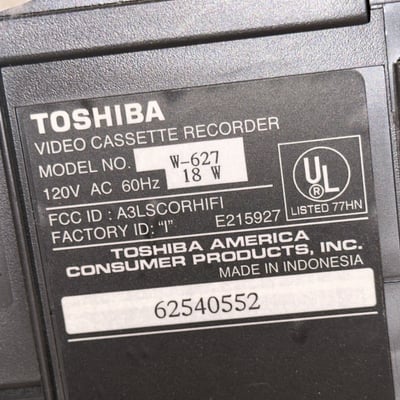 TOSHIBA
VIDEO CASSETTE RECORDER
MODEL NO. W-627
120V AC 60Hz 18 W
FCC ID : A3LSCORHIFI
FACTORY ID: "I" E215927
UL
®
LISTED 77HN
TOSHIBA AMERICA
CONSUMER PRODUCTS, INC.
MADE IN INDONESIA
62540552